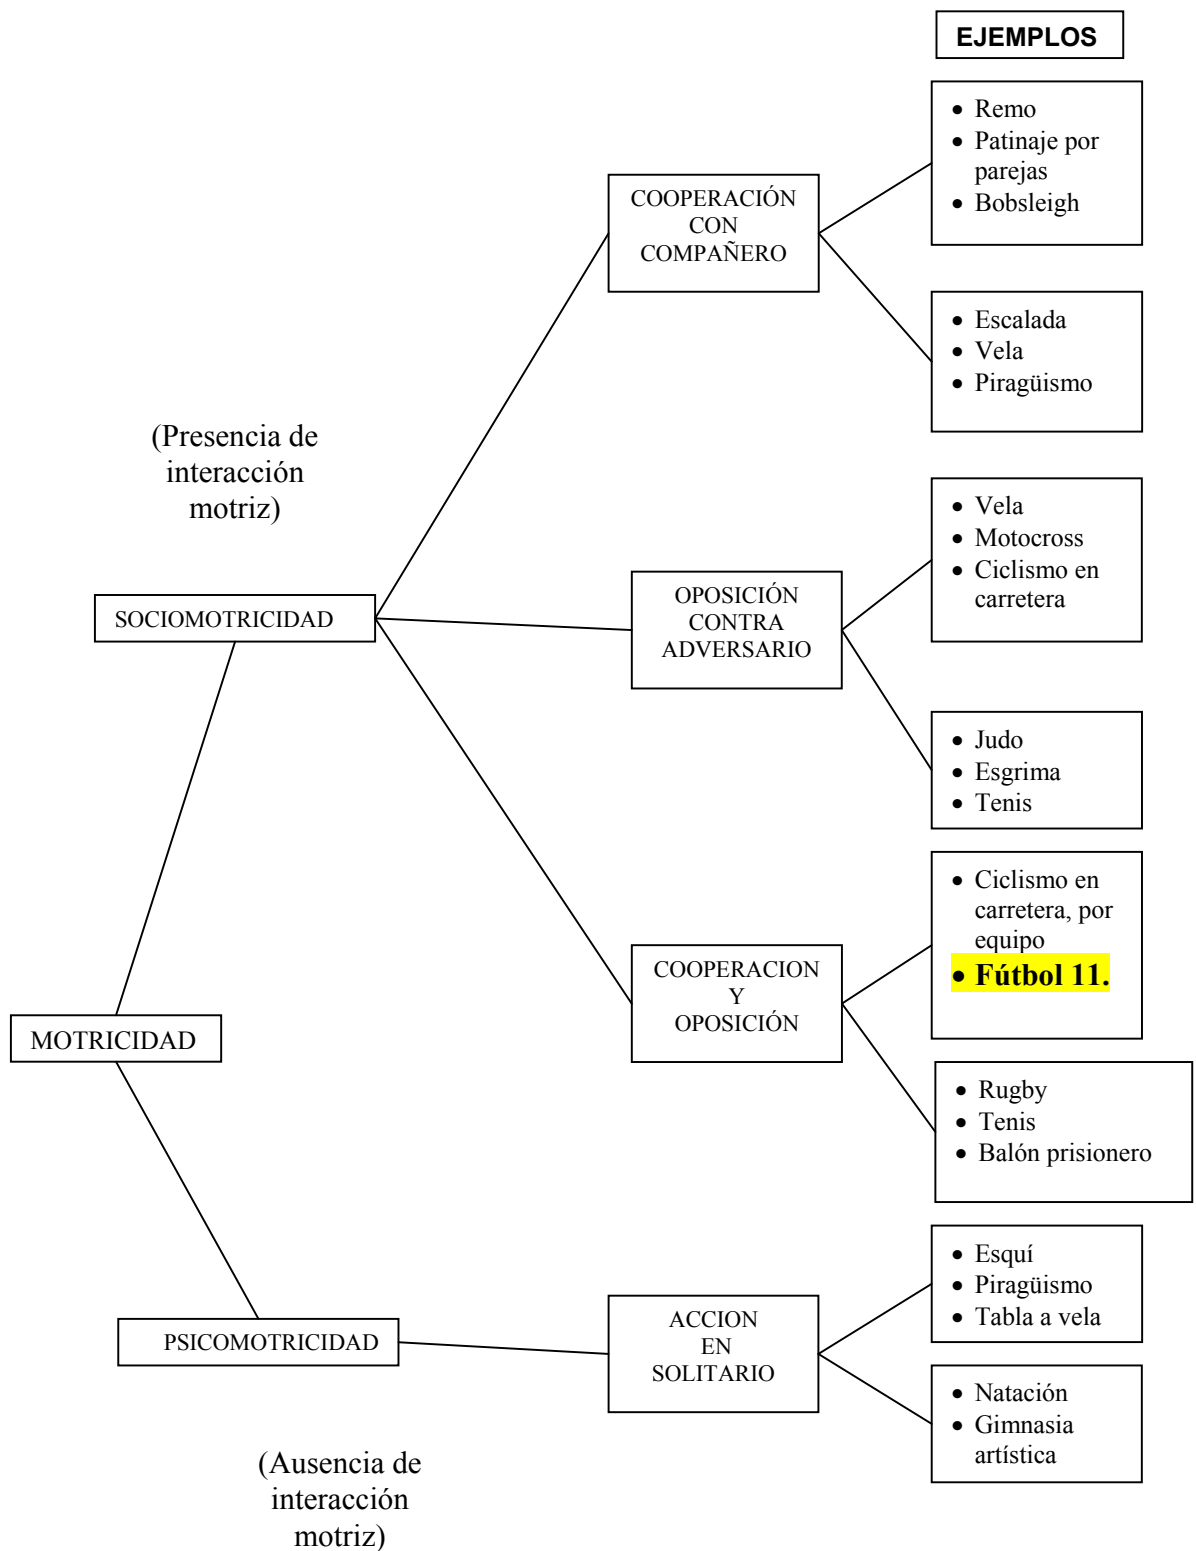 EJEMPLOS
• Remo
• Patinaje por
parejas
• Bobsleigh
COOPERACIÓN
CON
COMPAÑERO
• Escalada
• Vela
• Piragüismo
(Presencia de
interacción
motriz)
• Vela
• Motocross
• Ciclismo en
carretera
SOCIOMOTRICIDAD
OPOSICIÓN
CONTRA
ADVERSARIO
• Judo
• Esgrima
• Tenis
• Ciclismo en
carretera, por
equipo
• Fútbol 11.
COOPERACION
Y
OPOSICIÓN
MOTRICIDAD
• Rugby
• Tenis
• Balón prisionero
• Esquí
• Piragüismo
• Tabla a vela
PSICOMOTRICIDAD
ACCION
EN
SOLITARIO
• Natación
• Gimnasia
artística
(Ausencia de
interacción
motriz)